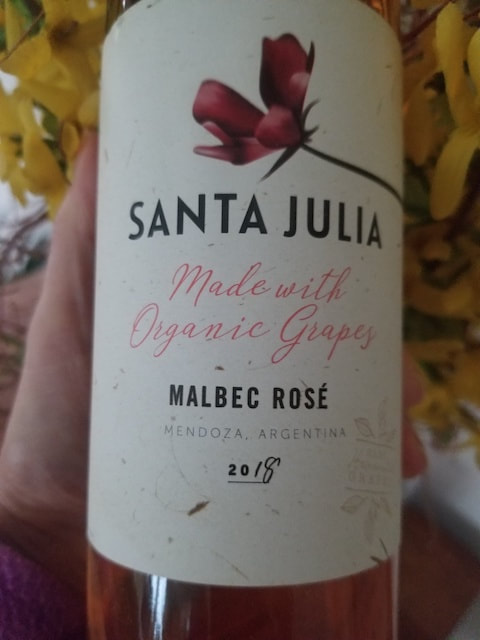 SANTA JULIA
Made with
Organic Grapes
MALBEC ROSÉ
MENDOZA, ARGENTINA
2018